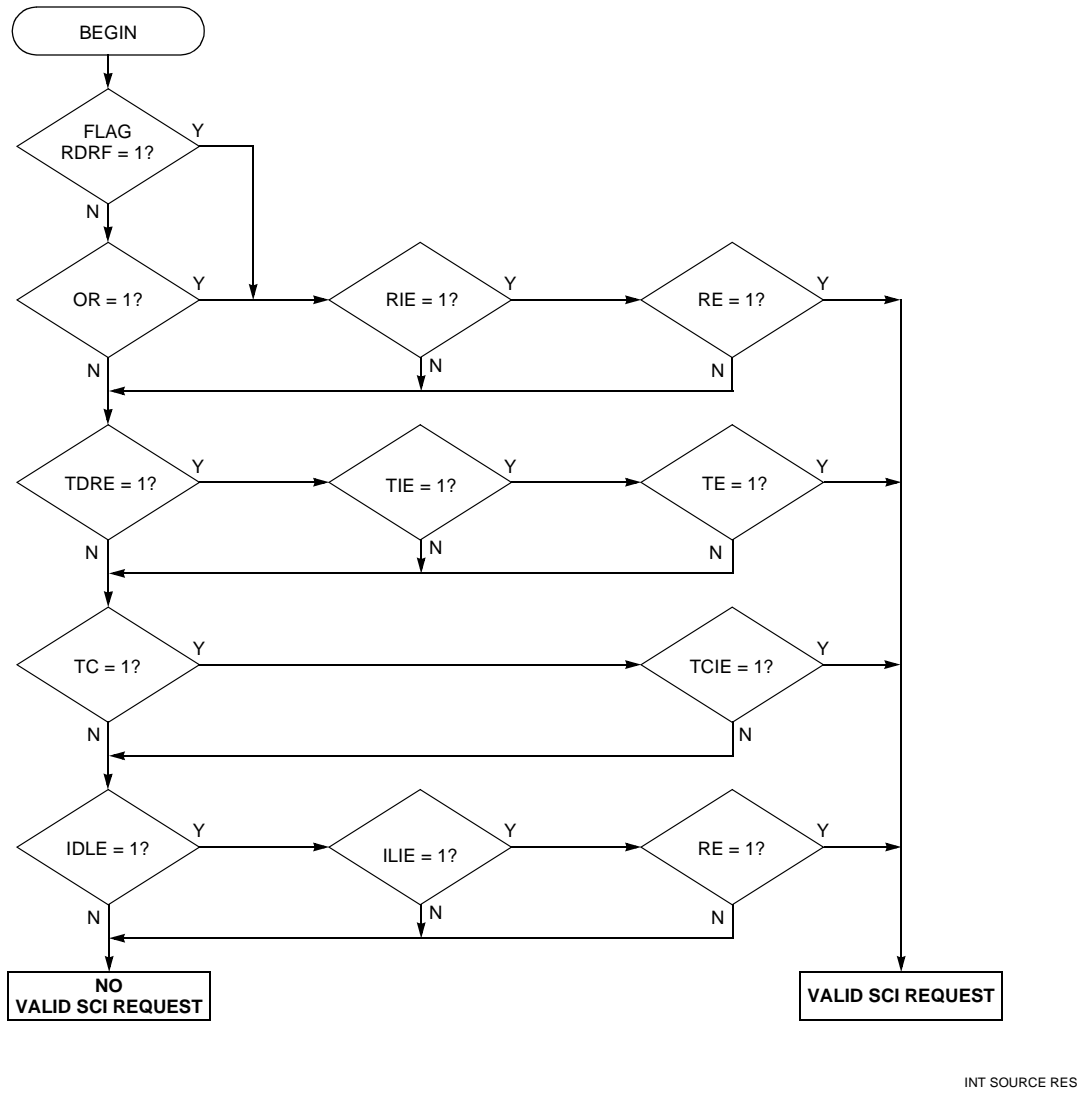 BEGIN
FLAG
RDRF = 1?
Y
N
OR = 1?
Y
RIE = 1?
Y
RE = 1?
Y
N
N
N
TDRE = 1?
Y
TIE = 1?
Y
TE = 1?
Y
N
N
N
TC = 1?
Y
TCIE = 1?
Y
N
N
IDLE = 1?
Y
ILIE = 1?
Y
RE = 1?
Y
N
N
N
NO
VALID SCI REQUEST
VALID SCI REQUEST
INT SOURCE RES